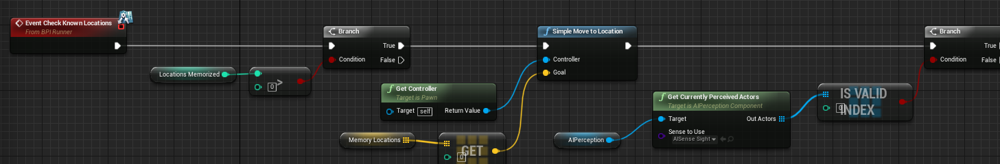 Event Check Known Locations
From BPI Runner
Locations Memorized
0
>
Branch
True
Condition
False
Get Controller
Target is Pawn
Target
self
Return Value
Memory Locations
GET
0
Simple Move to Location
Controller
Goal
AIPerception
Get Currently Perceived Actors
Target is AIPerception Component
Target
Out Actors
Sense to Use
AISense Sight
IS VALID
INDEX
0
Branch
True
Condition
False